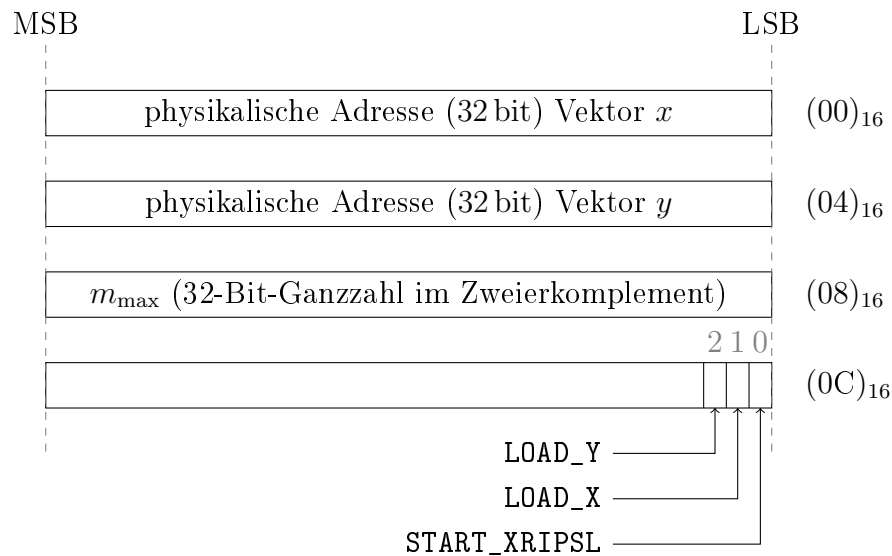 MSB LSB
physikalische Adresse (32 bit) Vektor x (00)₁₆
physikalische Adresse (32 bit) Vektor y (04)₁₆
m_max (32-Bit-Ganzzahl im Zweierkomplement) (08)₁₆
2 1 0
(0C)₁₆
LOAD_Y
LOAD_X
START_XRIPSL